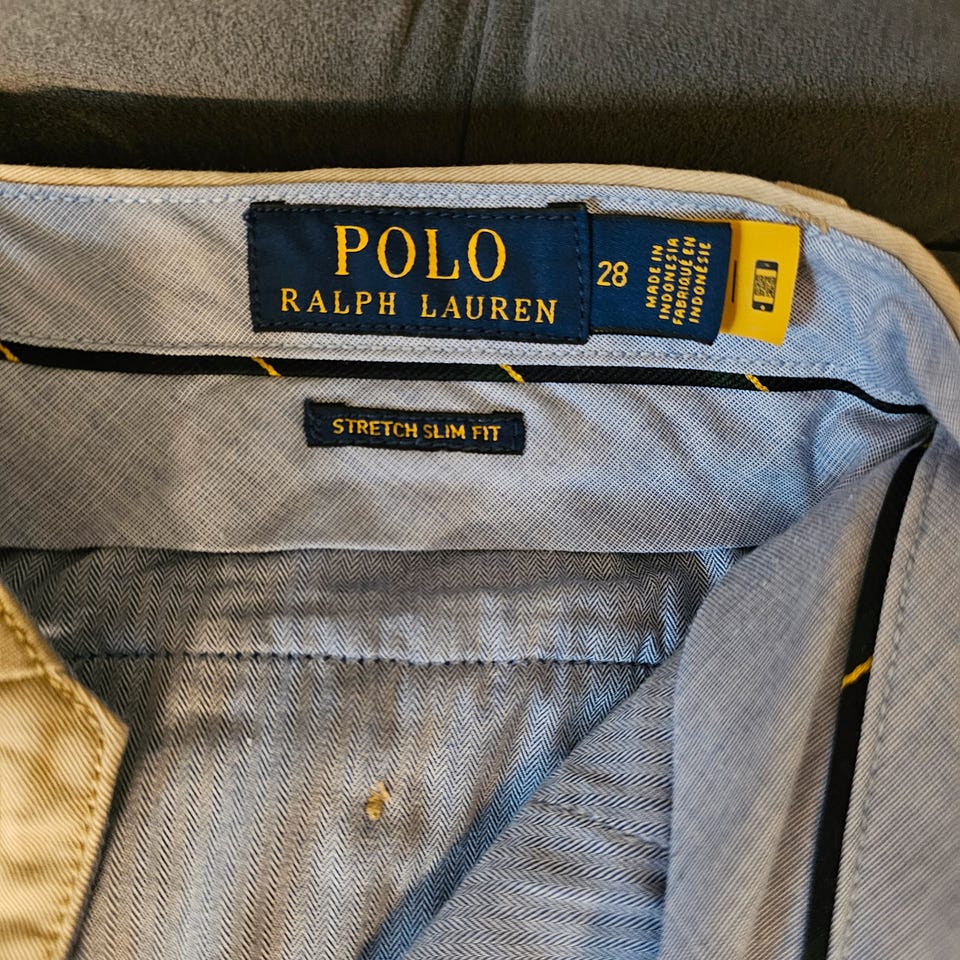 POLO
RALPH LAUREN
28
MADE IN
INDONESIA
FABRIQUÉ EN
INDONÉSIE
STRETCH SLIM FIT